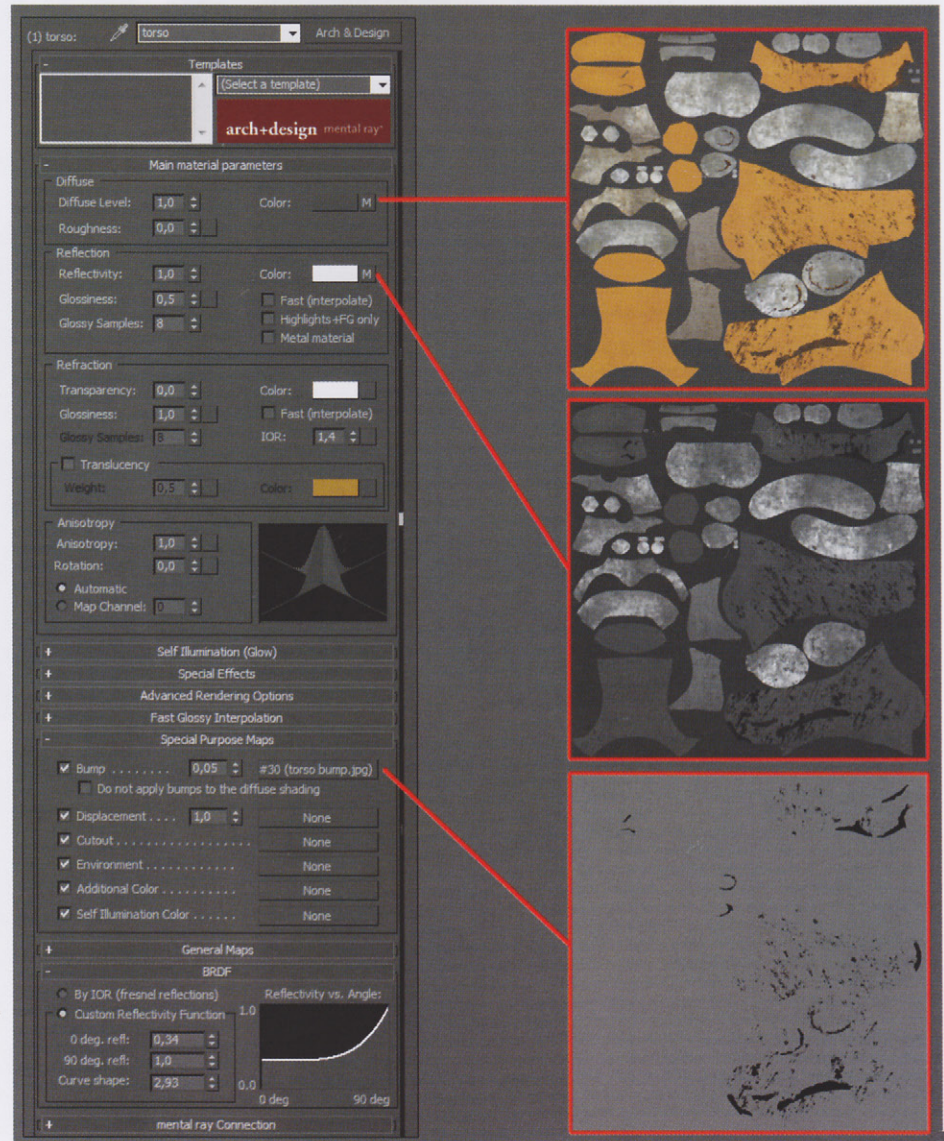 (1) torso: torso Arch & Design
- Templates
(Select a template)
arch+design mental ray®
- Main material parameters
Diffuse
Diffuse Level: 1,0 Color: M
Roughness: 0,0
Reflection
Reflectivity: 1,0 Color: M
Glossiness: 0,5 Fast (interpolate)
Glossy Samples: 8 Highlights+FG only
Metal material
Refraction
Transparency: 0,0 Color:
Glossiness: 1,0 Fast (interpolate)
Glossy Samples: 8 IOR: 1,4
Translucency
Weight: 0,5 Color:
Anisotropy
Anisotropy: 1,0
Rotation: 0,0
Automatic
Map Channel: 0
+ Self Illumination (Glow)
+ Special Effects
+ Advanced Rendering Options
+ Fast Glossy Interpolation
- Special Purpose Maps
Bump . . . . . . . . 0,05 #30 (torso bump.jpg)
Do not apply bumps to the diffuse shading
Displacement . . . . 1,0 None
Cutout . . . . . . . . . . . . . . . . . . None
Environment . . . . . . . . . . . . None
Additional Color . . . . . . . . . . None
Self Illumination Color . . . . . . None
+ General Maps
- BRDF
By IOR (fresnel reflections) Reflectivity vs. Angle:
Custom Reflectivity Function 1.0
0 deg. refl: 0,34
90 deg. refl: 1,0
Curve shape: 2,93 0.0
0 deg 90 deg
+ mental ray Connection